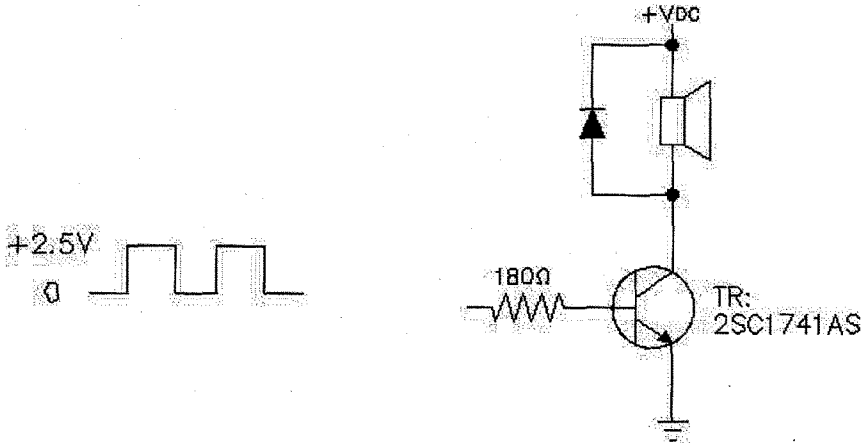 +VDC
+2.5V
0
180Ω
TR:
2SC1741AS